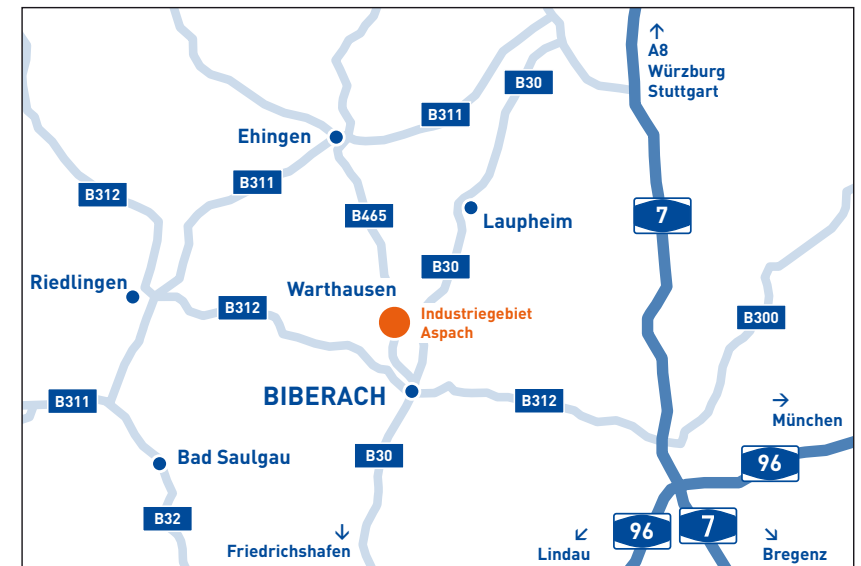 A8
Würzburg
Stuttgart
B30
B311
Ehingen
B311
B312
B465
7
Laupheim
B30
Riedlingen
Warthausen
B312
Industriegebiet
Aspach
B300
BIBERACH
B311
B312
München
B30
Bad Saulgau
96
B32
96
7
Friedrichshafen
Lindau
Bregenz